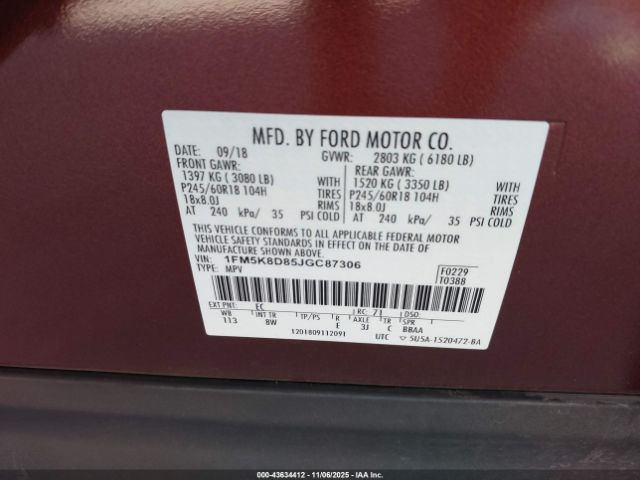 MFD. BY FORD MOTOR CO.
DATE: 09/18 GVWR: 2803 KG ( 6180 LB)
FRONT GAWR: REAR GAWR:
1397 KG ( 3080 LB) WITH 1520 KG ( 3350 LB) WITH
P245/60R18 104H TIRES P245/60R18 104H TIRES
18x8.0J RIMS 18x8.0J RIMS
AT 240 kPa/ 35 PSI COLD AT 240 kPa/ 35 PSI COLD
THIS VEHICLE CONFORMS TO ALL APPLICABLE FEDERAL MOTOR
VEHICLE SAFETY STANDARDS IN EFFECT ON THE DATE OF
MANUFACTURE SHOWN ABOVE.
VIN: 1FM5K8D85JGC87306
TYPE: MPV
F0229
T0388
EXT PNT: EC RC: 71 DSO:
WB INT TR TP/PS R AXLE TR SPR
113 8W E 3J C BBAA
1201809112091 UTC ▽ 5U5A-1520472-BA
000-43634412 - 11/06/2025 - IAAI.com, Inc.